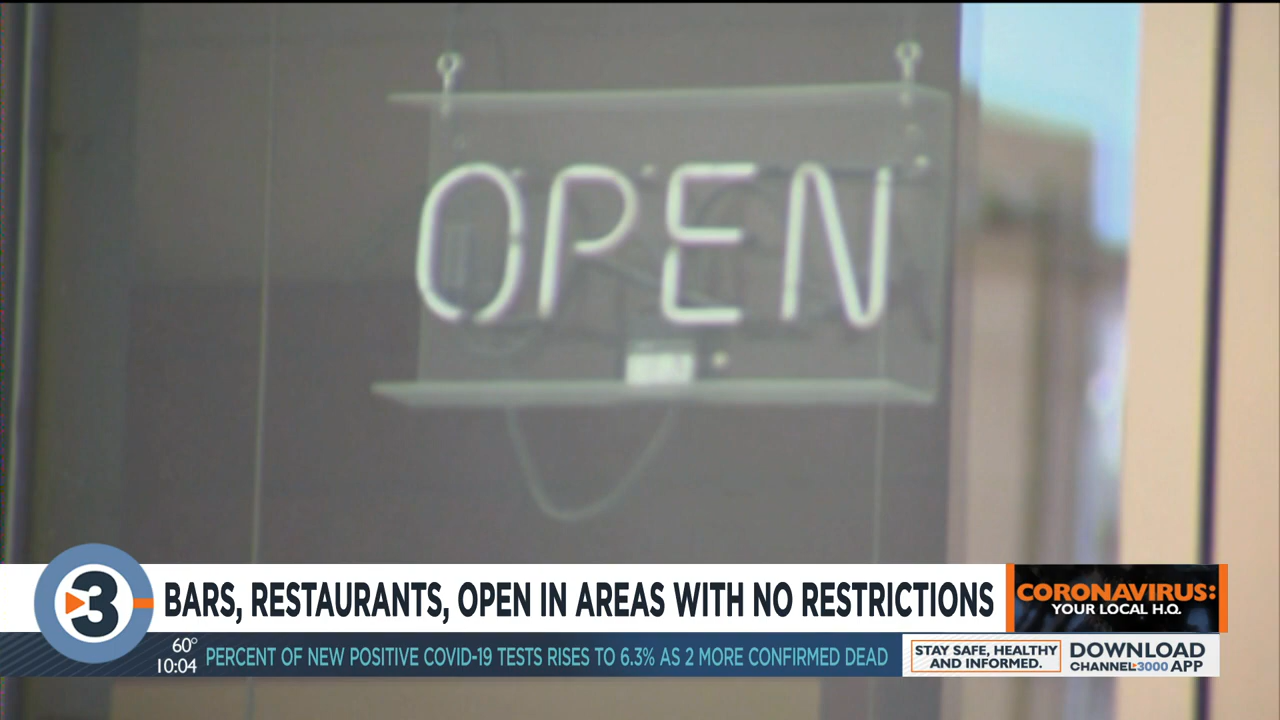 OPEN
3
BARS, RESTAURANTS, OPEN IN AREAS WITH NO RESTRICTIONS
CORONAVIRUS:
YOUR LOCAL H.Q.
60°
10:04
PERCENT OF NEW POSITIVE COVID-19 TESTS RISES TO 6.3% AS 2 MORE CONFIRMED DEAD
STAY SAFE, HEALTHY
AND INFORMED.
DOWNLOAD
CHANNEL3000 APP